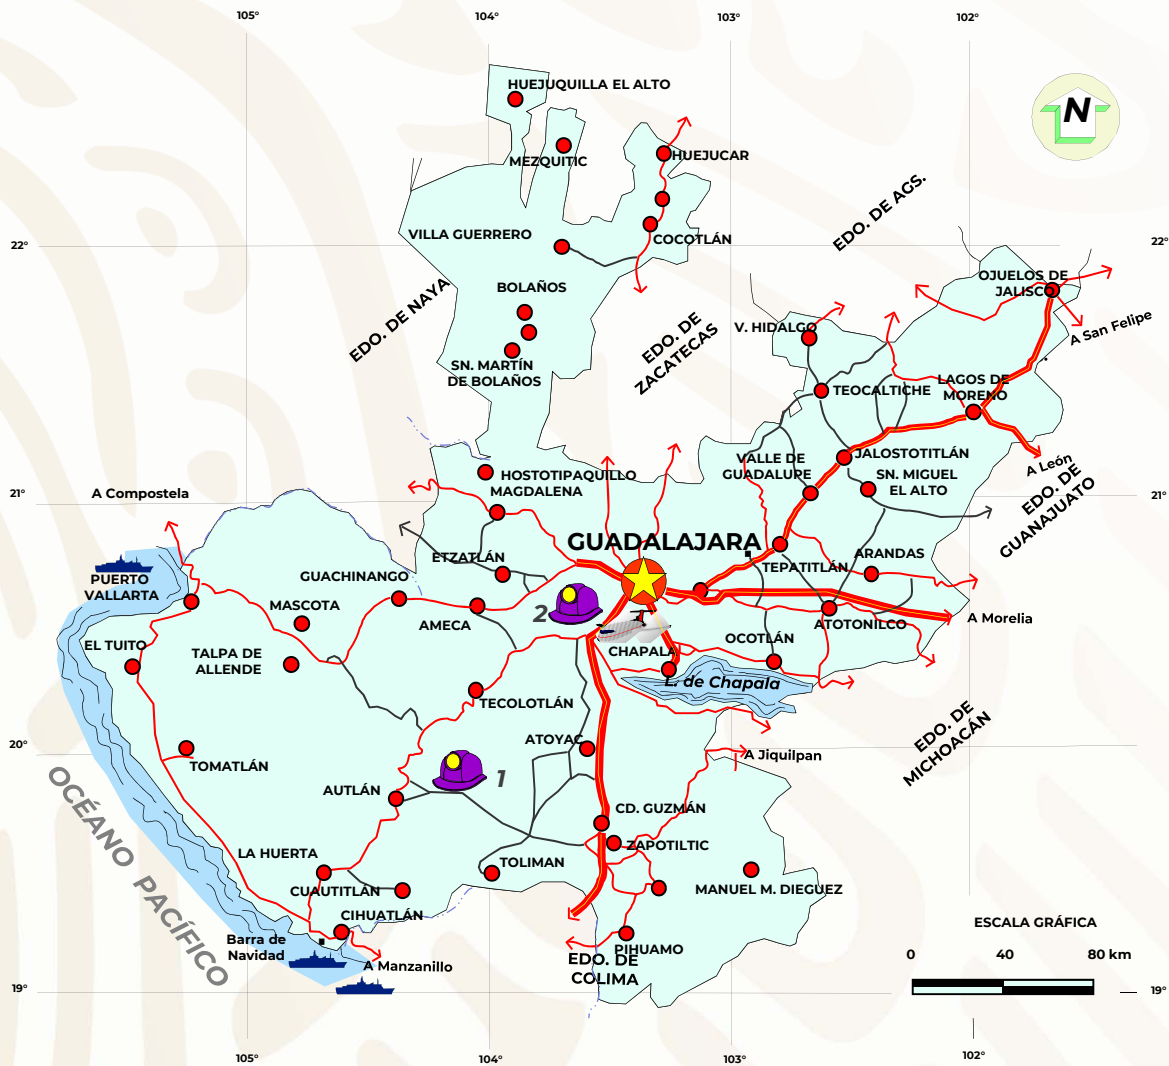 105°
104°
103°
102°
HUEJUQUILLA EL ALTO
N
MEZQUITIC
HUEJUCAR
EDO. DE AGS.
22°
VILLA GUERRERO
COCOTLÁN
22°
OJUELOS DE
JALISCO
BOLAÑOS
EDO. DE NAYA
EDO. DE
ZACATECAS
V. HIDALGO
A San Felipe
SN. MARTÍN
DE BOLAÑOS
TEOCALTICHE
LAGOS DE
MORENO
VALLE DE
GUADALUPE
JALOSTOTITLÁN
A León
SN. MIGUEL
EL ALTO
HOSTOTIPAQUILLO
MAGDALENA
21°
A Compostela
21°
EDO. DE
GUANAJUATO
GUADALAJARA
ETZATLÁN
ARANDAS
TEPATITLÁN
PUERTO
VALLARTA
GUACHINANGO
MASCOTA
2
AMECA
ATOTONILCO
A Morelia
EL TUITO
TALPA DE
ALLENDE
CHAPALA
OCOTLÁN
L. de Chapala
TECOLOTLÁN
EDO. DE
MICHOACÁN
20°
ATOYAC
A Jiquilpan
TOMATLÁN
1
AUTLÁN
OCÉANO PACÍFICO
CD. GUZMÁN
ZAPOTILTIC
LA HUERTA
TOLIMAN
CUAUTITLÁN
MANUEL M. DIEGUEZ
CIHUATLÁN
Barra de
Navidad
PIHUAMO
A Manzanillo
EDO. DE
COLIMA
ESCALA GRÁFICA
0 40 80 km
19°
19°
105°
104°
103°
102°